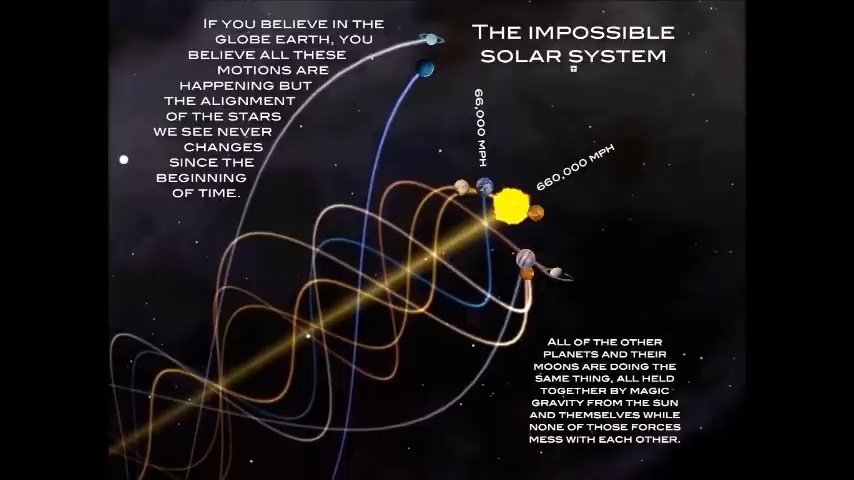 IF YOU BELIEVE IN THE
GLOBE EARTH, YOU
BELIEVE ALL THESE
MOTIONS ARE
HAPPENING BUT
THE ALIGNMENT
OF THE STARS
WE SEE NEVER
CHANGES
SINCE THE
BEGINNING
OF TIME.
THE IMPOSSIBLE
SOLAR SYSTEM
66,000 MPH
660,000 MPH
ALL OF THE OTHER
PLANETS AND THEIR
MOONS ARE DOING THE
SAME THING, ALL HELD
TOGETHER BY MAGIC
GRAVITY FROM THE SUN
AND THEMSELVES WHILE
NONE OF THOSE FORCES
MESS WITH EACH OTHER.